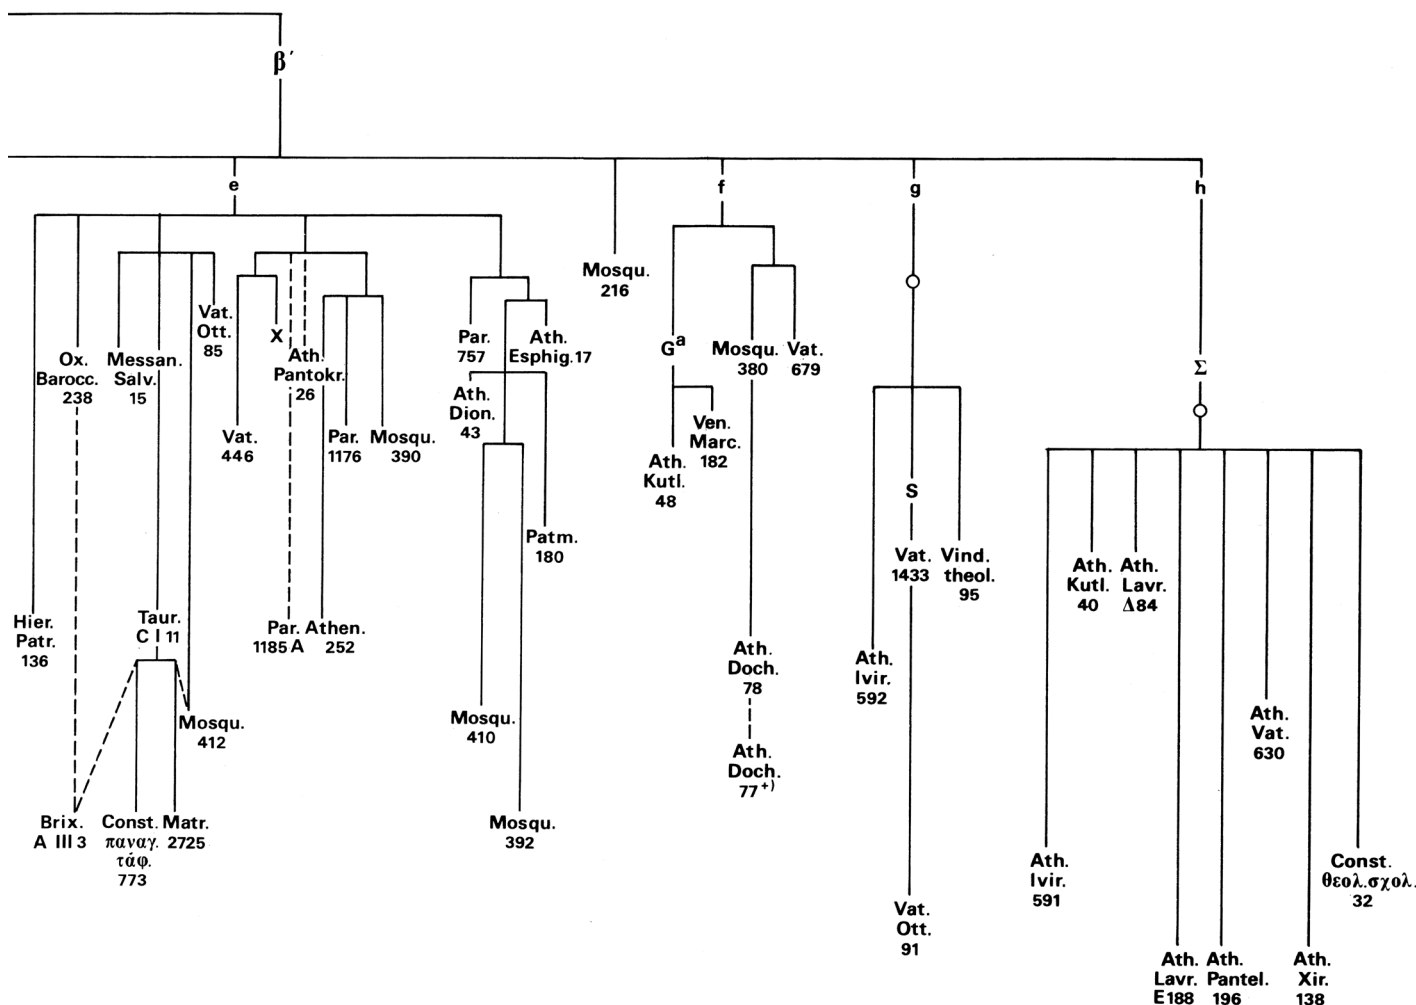 β´
e
f
g
h
Mosqu.
216
Vat.
Ott.
85
X
Ox.
Barocc.
238
Messan.
Salv.
15
Ath.
Pantokr.
26
Par.
757
Ath.
Esphig. 17
Gᵃ
Mosqu.
380
Vat.
679
Σ
Ath.
Dion.
43
Vat.
446
Par.
1176
Mosqu.
390
Ven.
Marc.
182
Ath.
Kutl.
48
S
Patm.
180
Vat.
1433
Vind.
theol.
95
Ath.
Kutl.
40
Ath.
Lavr.
Δ84
Hier.
Patr.
136
Taur.
C I 11
Par.
1185 A
Athen.
252
Ath.
Doch.
78
Ath.
Ivir.
592
Mosqu.
412
Mosqu.
410
Ath.
Vat.
630
Ath.
Doch.
77⁺⁾
Brix.
A III 3
Const.
παναγ.
τάφ.
773
Matr.
2725
Mosqu.
392
Ath.
Ivir.
591
Const.
θεολ.σχολ.
32
Vat.
Ott.
91
Ath.
Lavr.
E188
Ath.
Pantel.
196
Ath.
Xir.
138